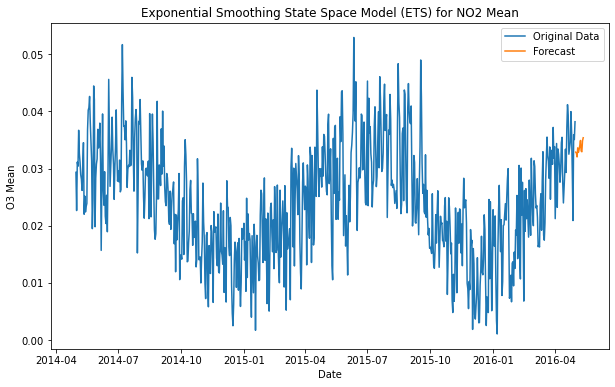 Exponential Smoothing State Space Model (ETS) for NO2 Mean
Original Data
Forecast
0.05
0.04
0.03
0.02
0.01
0.00
O3 Mean
2014-04 2014-07 2014-10 2015-01 2015-04 2015-07 2015-10 2016-01 2016-04
Date